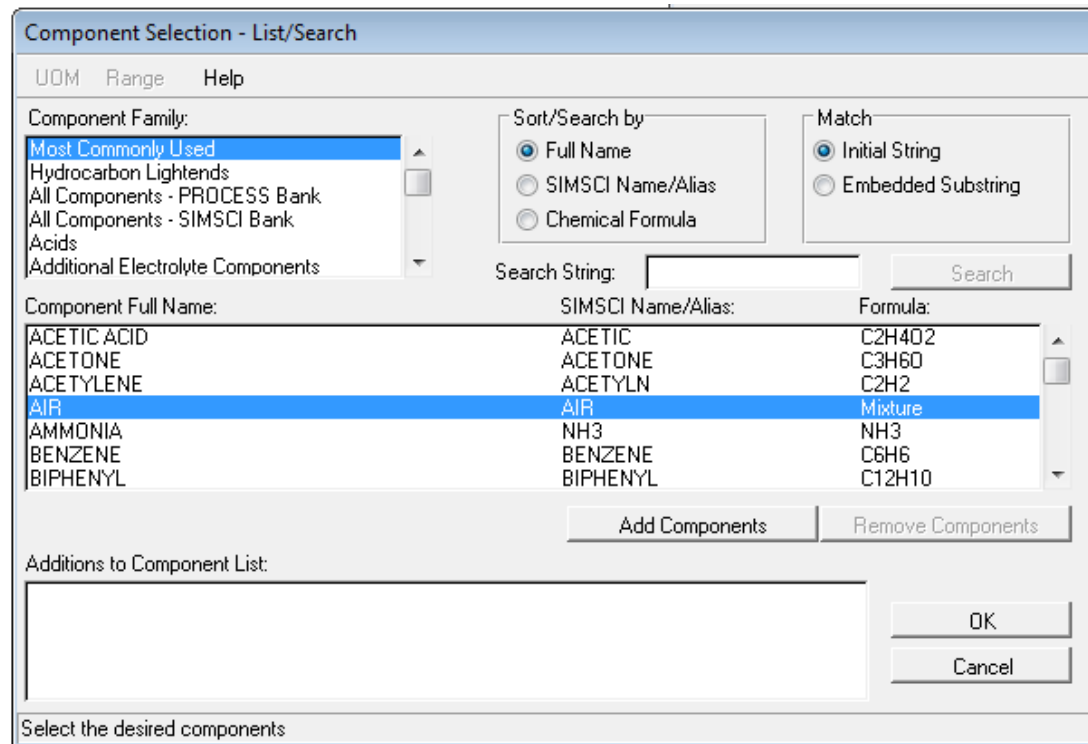 Component Selection - List/Search
UOM Range Help
Component Family:
Most Commonly Used
Hydrocarbon Lightends
All Components - PROCESS Bank
All Components - SIMSCI Bank
Acids
Additional Electrolyte Components
Sort/Search by
Full Name
SIMSCI Name/Alias
Chemical Formula
Match
Initial String
Embedded Substring
Search String: Search
Component Full Name: SIMSCI Name/Alias: Formula:
ACETIC ACID ACETIC C2H4O2
ACETONE ACETONE C3H6O
ACETYLENE ACETYLN C2H2
AIR AIR Mixture
AMMONIA NH3 NH3
BENZENE BENZENE C6H6
BIPHENYL BIPHENYL C12H10
Add Components Remove Components
Additions to Component List:
OK
Cancel
Select the desired components